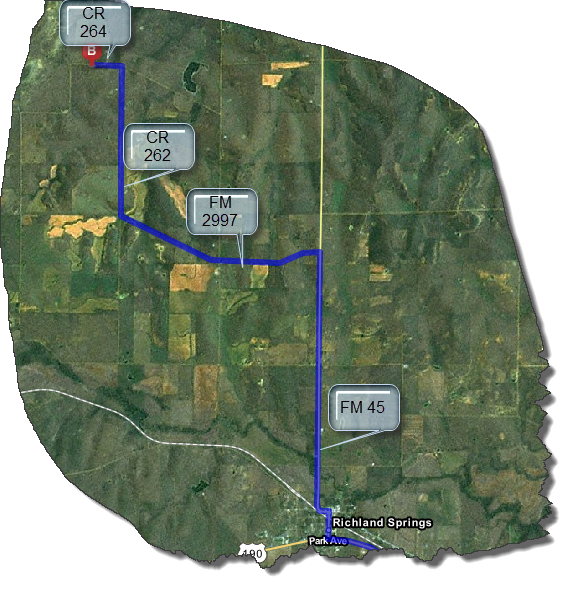 CR
264
B
CR
262
FM
2997
FM 45
Richland Springs
Park Ave
190